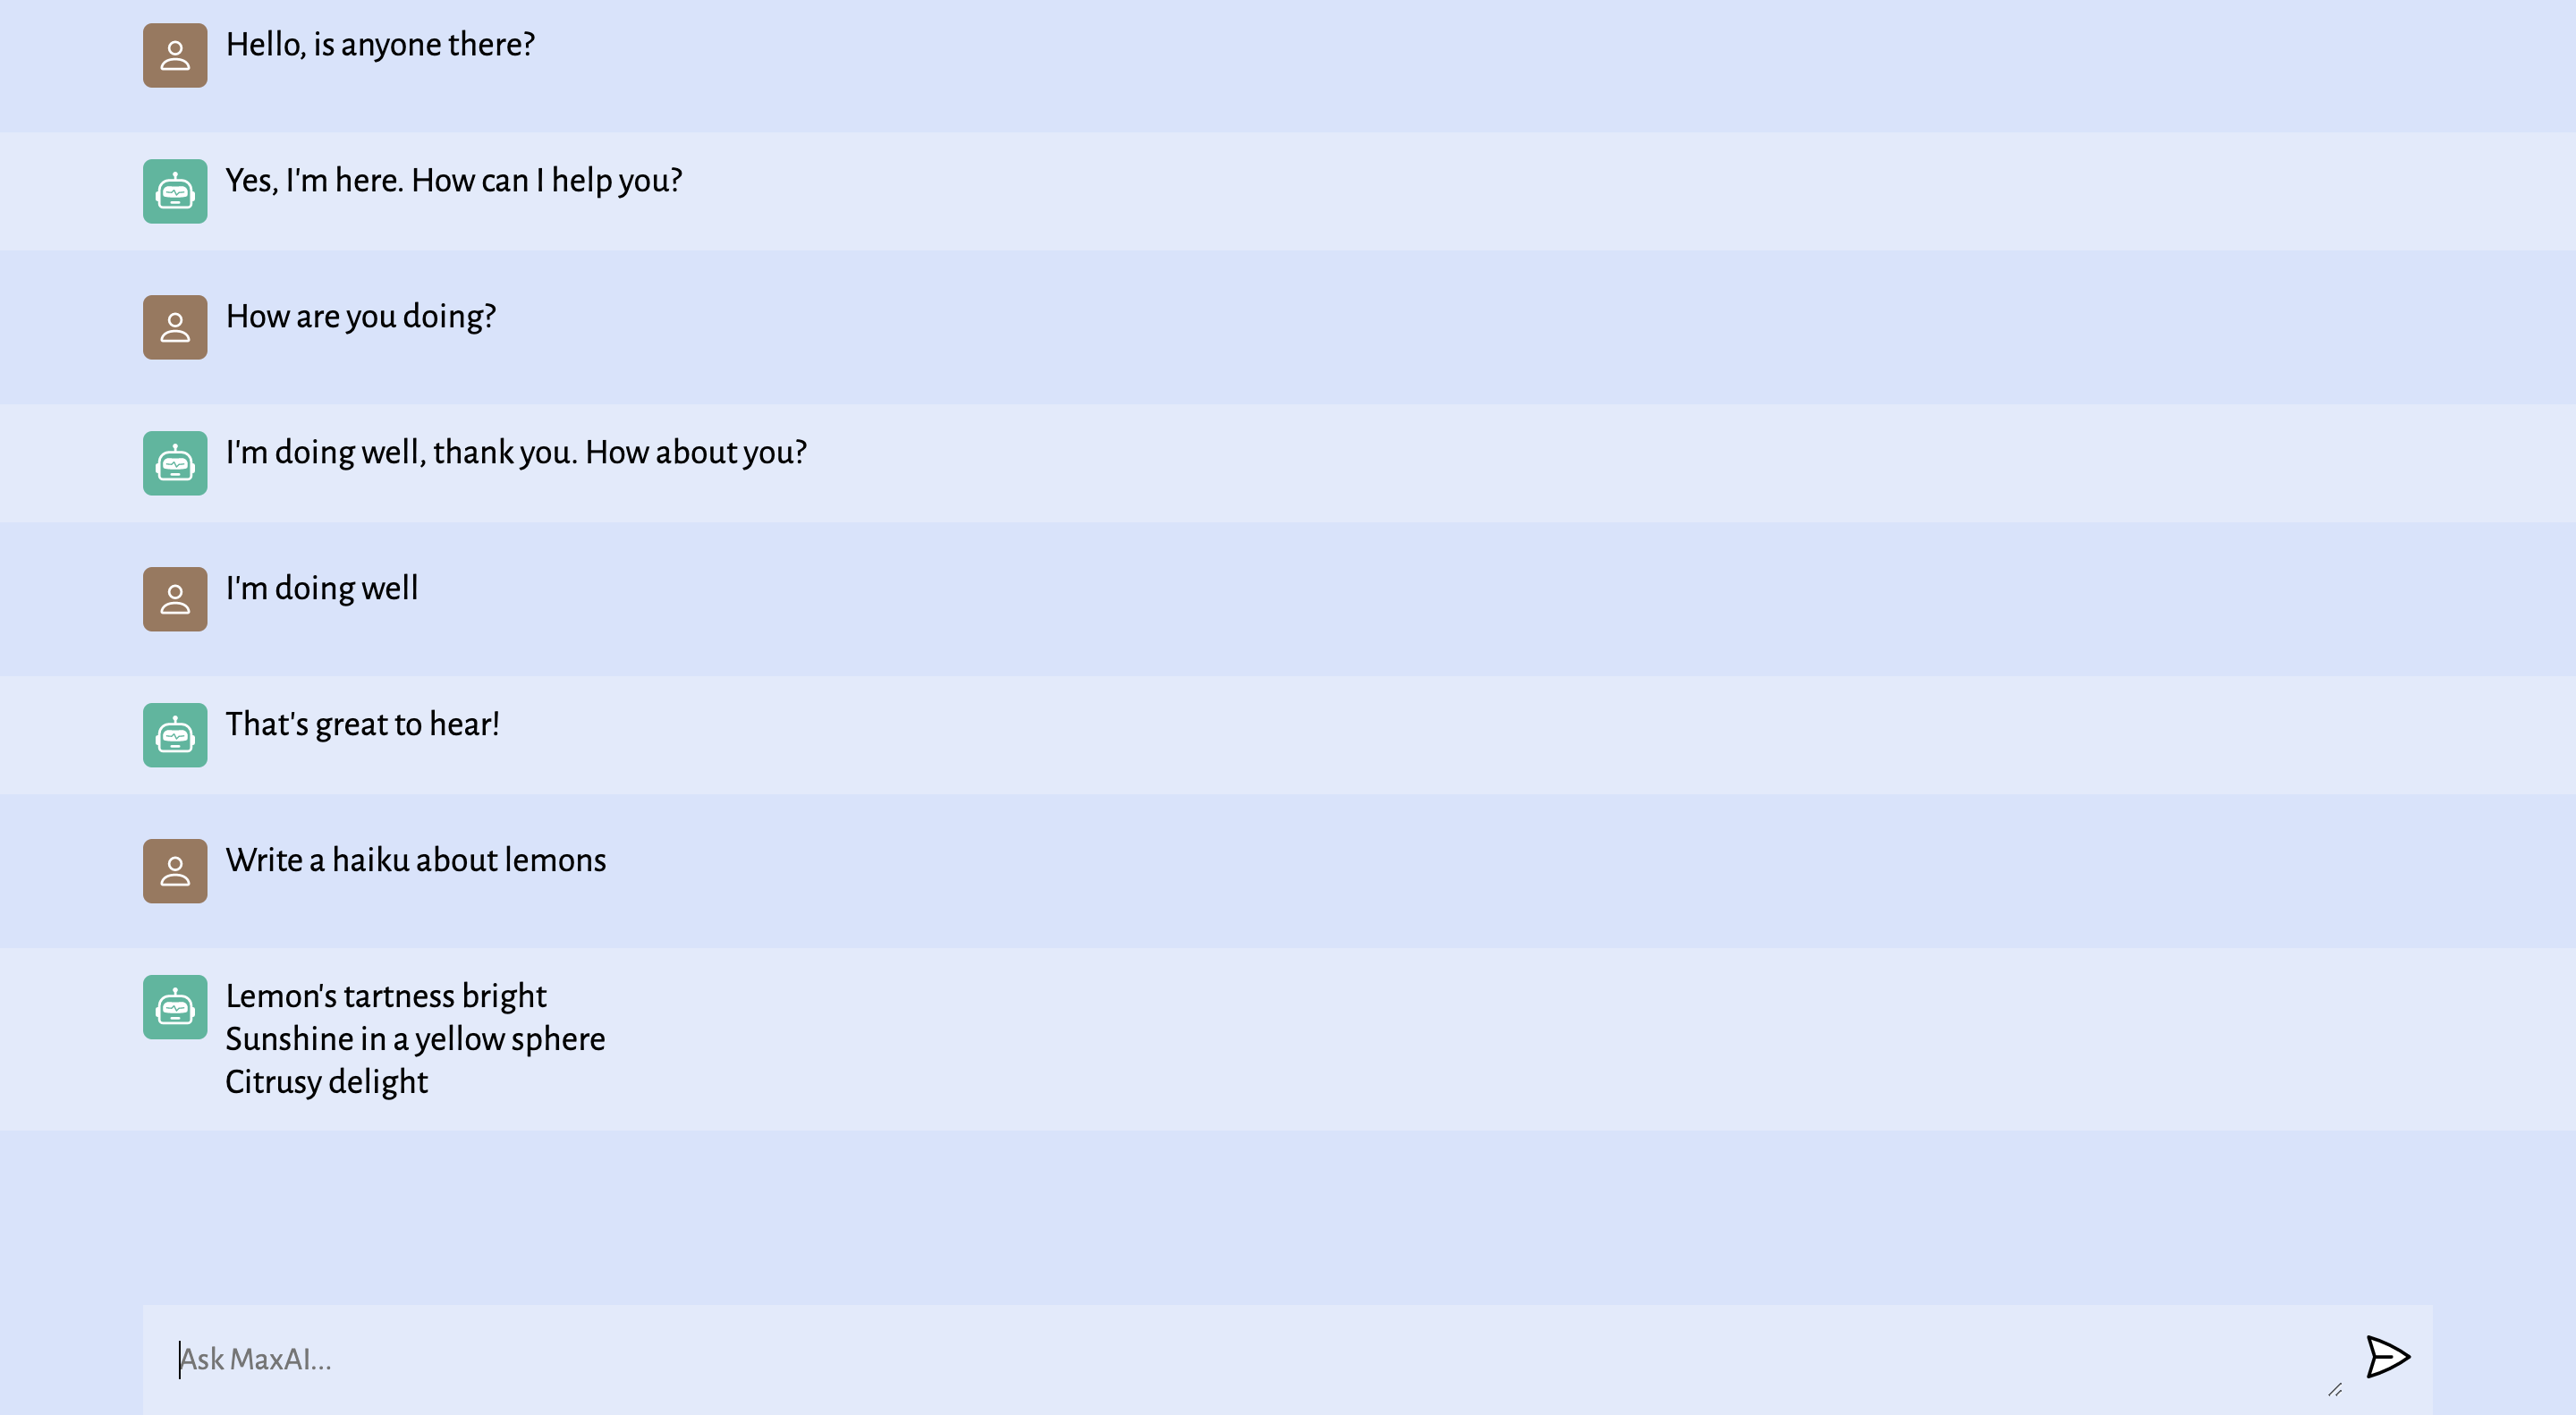 Hello, is anyone there?
Yes, I'm here. How can I help you?
How are you doing?
I'm doing well, thank you. How about you?
I'm doing well
That's great to hear!
Write a haiku about lemons
Lemon's tartness bright
Sunshine in a yellow sphere
Citrusy delight
Ask MaxAI...